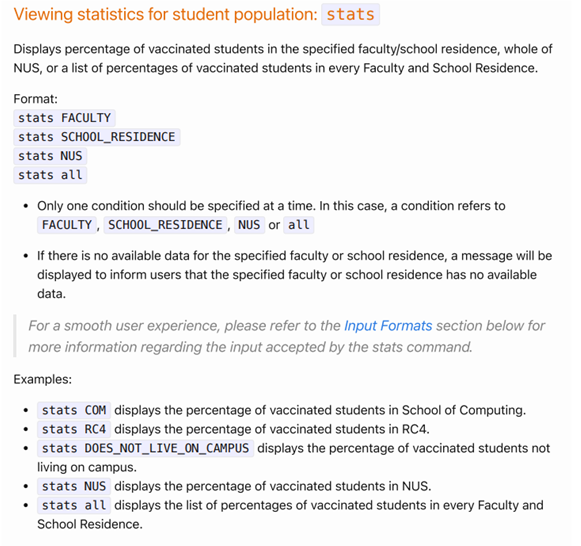 Viewing statistics for student population: stats
Displays percentage of vaccinated students in the specified faculty/school residence, whole of
NUS, or a list of percentages of vaccinated students in every Faculty and School Residence.
Format:
stats FACULTY
stats SCHOOL_RESIDENCE
stats NUS
stats all
• Only one condition should be specified at a time. In this case, a condition refers to
FACULTY, SCHOOL_RESIDENCE, NUS or all
• If there is no available data for the specified faculty or school residence, a message will be
displayed to inform users that the specified faculty or school residence has no available
data.
For a smooth user experience, please refer to the Input Formats section below for
more information regarding the input accepted by the stats command.
Examples:
• stats COM displays the percentage of vaccinated students in School of Computing.
• stats RC4 displays the percentage of vaccinated students in RC4.
• stats DOES_NOT_LIVE_ON_CAMPUS displays the percentage of vaccinated students not
living on campus.
• stats NUS displays the percentage of vaccinated students in NUS.
• stats all displays the list of percentages of vaccinated students in every Faculty and
School Residence.